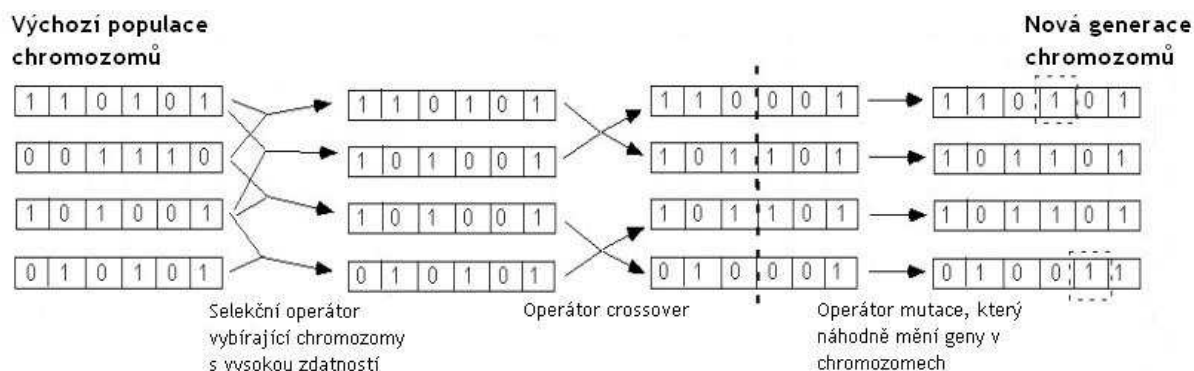 Výchozí populace
chromozomů
Nová generace
chromozomů
1 1 0 1 0 1
1 1 0 1 0 1
1 1 0 0 0 1
1 1 0 1 0 1
0 0 1 1 1 0
1 0 1 0 0 1
1 0 1 1 0 1
1 0 1 1 0 1
1 0 1 0 0 1
1 0 1 0 0 1
1 0 1 1 0 1
1 0 1 1 0 1
0 1 0 1 0 1
0 1 0 1 0 1
0 1 0 0 0 1
0 1 0 0 1 1
Selekční operátor
vybírající chromozomy
s vysokou zdatností
Operátor crossover
Operátor mutace, který
náhodně mění geny v
chromozomech